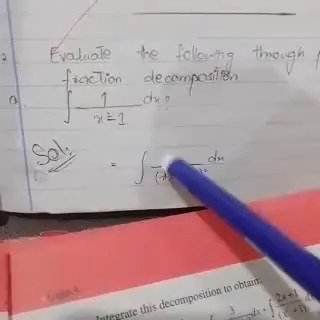 Evaluate the following through
fraction decomposition
a. ∫ 1/(x²-1) dx?
Sol.
= ∫ dx
Integrate this decomposition to obtain: